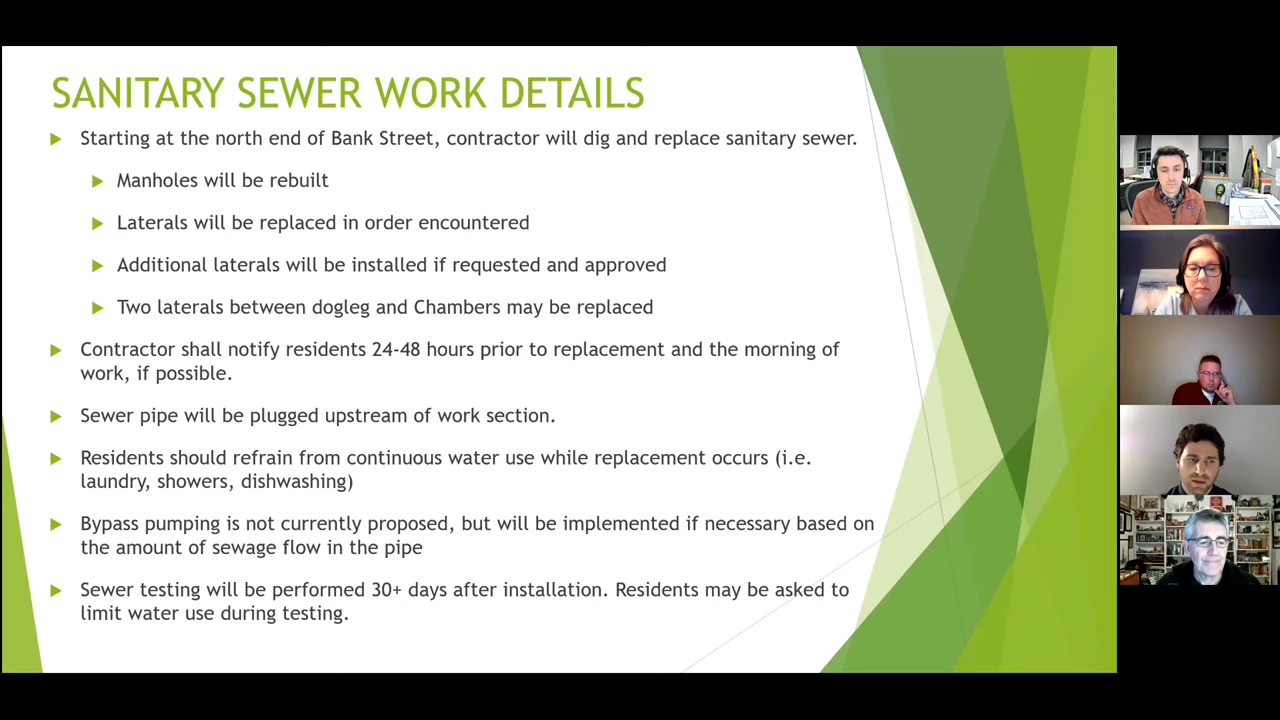 SANITARY SEWER WORK DETAILS
Starting at the north end of Bank Street, contractor will dig and replace sanitary sewer.
Manholes will be rebuilt
Laterals will be replaced in order encountered
Additional laterals will be installed if requested and approved
Two laterals between dogleg and Chambers may be replaced
Contractor shall notify residents 24-48 hours prior to replacement and the morning of
work, if possible.
Sewer pipe will be plugged upstream of work section.
Residents should refrain from continuous water use while replacement occurs (i.e.
laundry, showers, dishwashing)
Bypass pumping is not currently proposed, but will be implemented if necessary based on
the amount of sewage flow in the pipe
Sewer testing will be performed 30+ days after installation. Residents may be asked to
limit water use during testing.